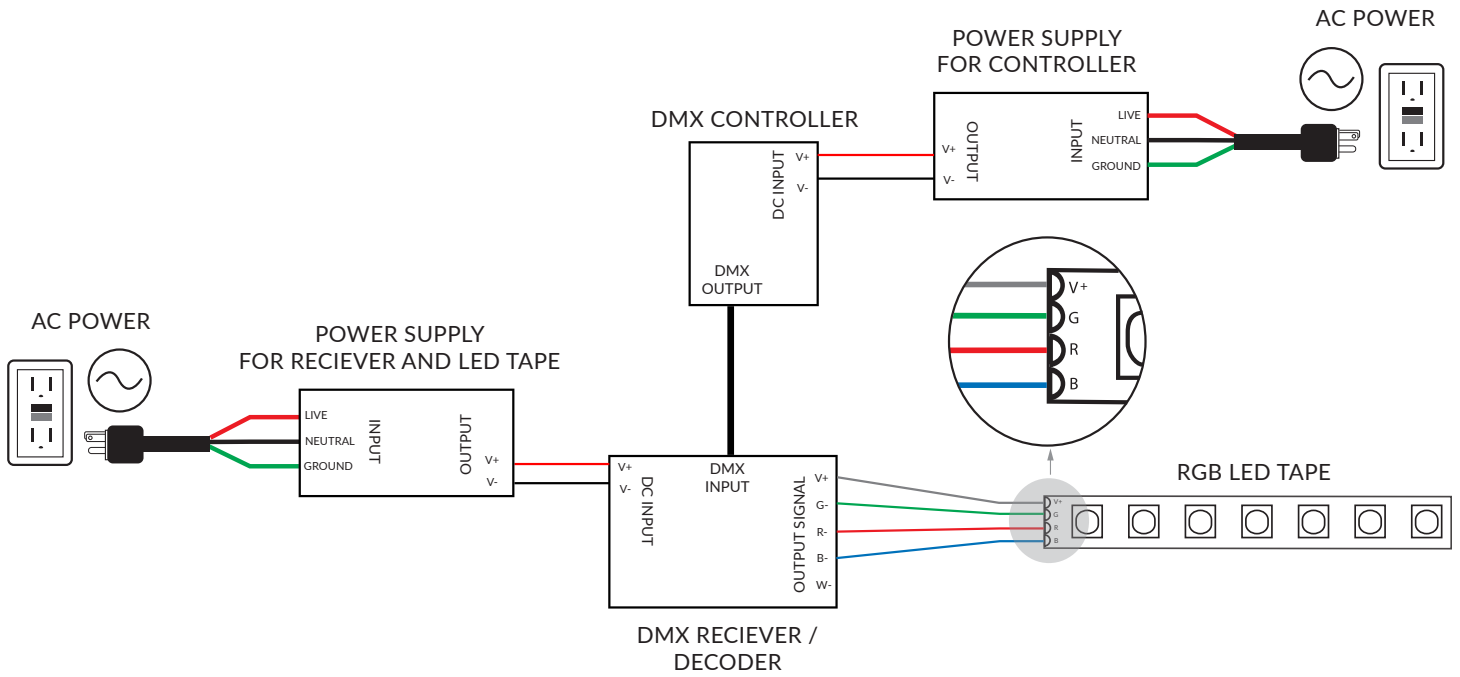 AC POWER
POWER SUPPLY
FOR CONTROLLER
LIVE
NEUTRAL
GROUND
INPUT
OUTPUT
V+
V-
DMX CONTROLLER
DC INPUT
V+
V-
DMX
OUTPUT
V+
G
R
B
AC POWER
POWER SUPPLY
FOR RECIEVER AND LED TAPE
LIVE
NEUTRAL
GROUND
INPUT
OUTPUT
V+
V-
V+
V-
DC INPUT
DMX
INPUT
OUTPUT SIGNAL
V+
G-
R-
B-
W-
DMX RECIEVER /
DECODER
RGB LED TAPE
V+
G
R
B